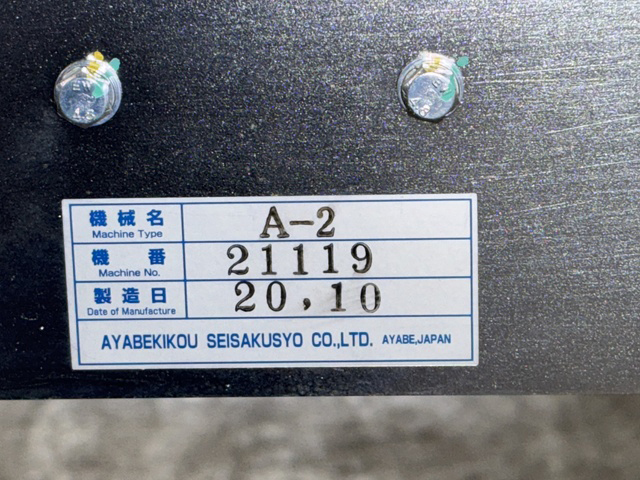 機械名 A-2
Machine Type
機番 21119
Machine No.
製造日 20,10
Date of Manufacture
AYABEKIKOU SEISAKUSYO CO.,LTD. AYABE,JAPAN